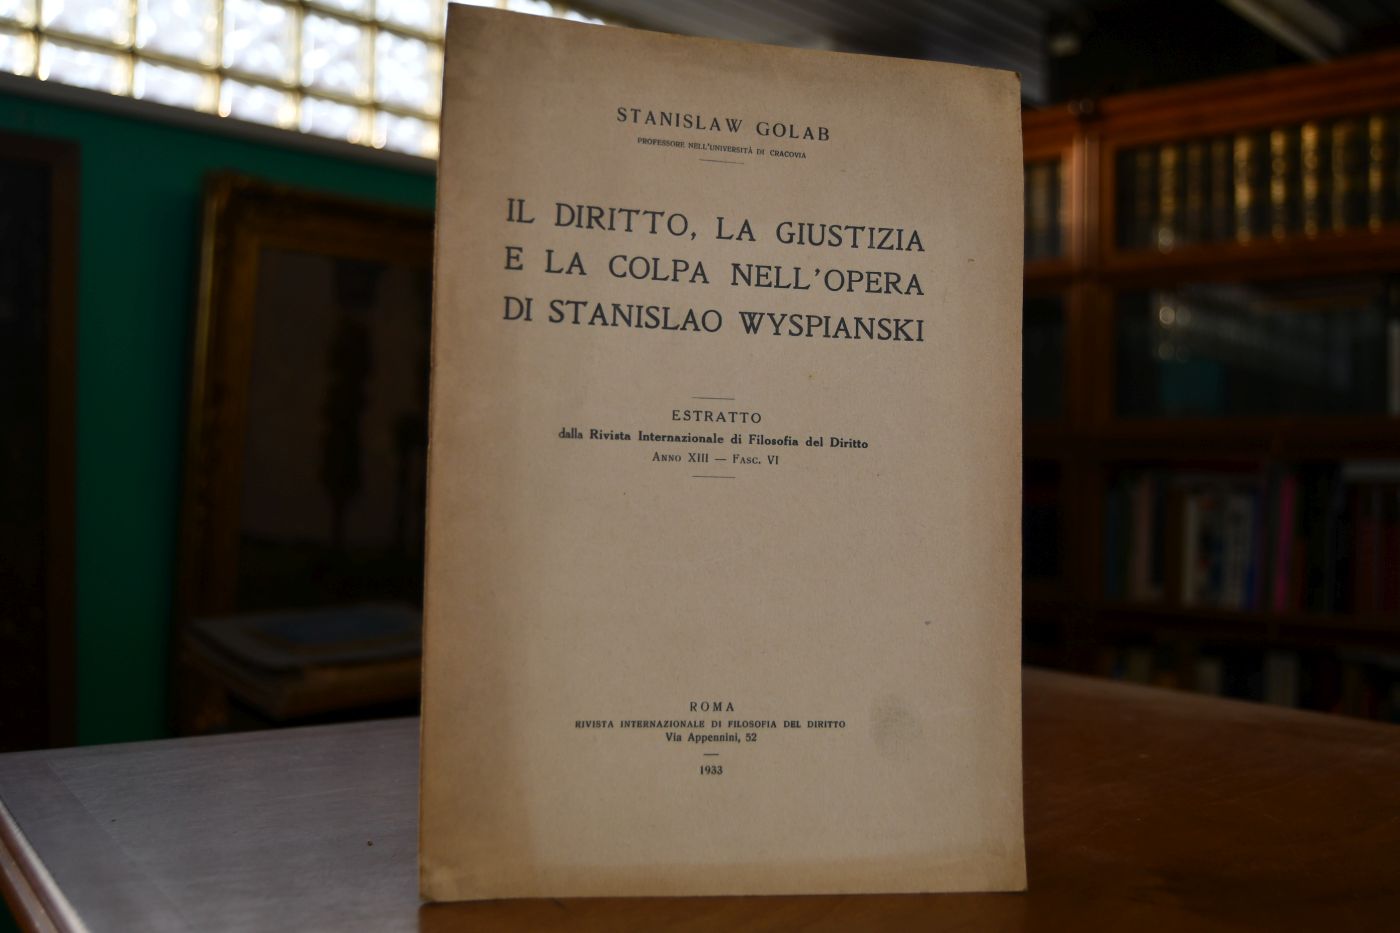 STANISLAW GOLAB
PROFESSORE NELL'UNIVERSITÀ DI CRACOVIA
IL DIRITTO, LA GIUSTIZIA
E LA COLPA NELL'OPERA
DI STANISLAO WYSPIANSKI
ESTRATTO
dalla Rivista Internazionale di Filosofia del Diritto
ANNO XIII — FASC. VI
ROMA
RIVISTA INTERNAZIONALE DI FILOSOFIA DEL DIRITTO
Via Appennini, 52
1933